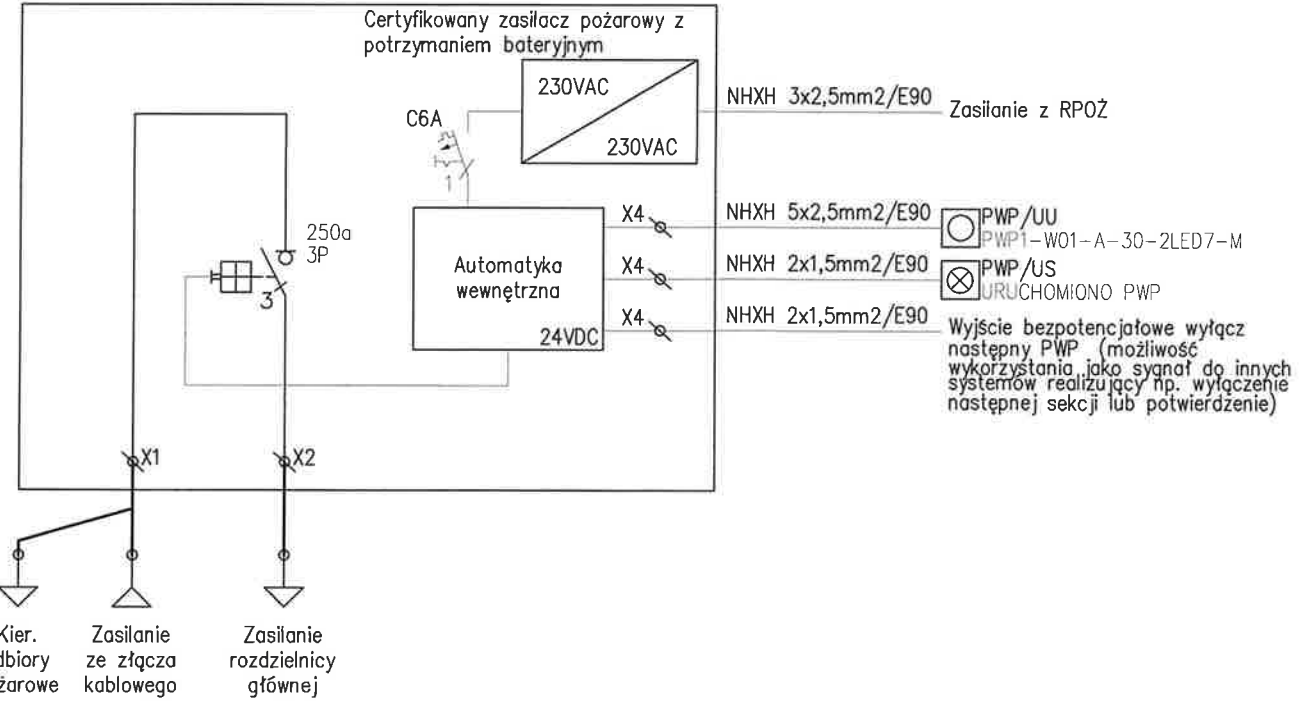 Certyfikowany zasilacz pożarowy z
potrzymaniem bateryjnym
230VAC
230VAC
NHXH 3x2,5mm2/E90
Zasilanie z RPOŻ
C6A
1
250a
3P
3
Automatyka
wewnętrzna
24VDC
X4
NHXH 5x2,5mm2/E90
PWP/UU
PWP1-W01-A-30-2LED7-M
X4
NHXH 2x1,5mm2/E90
PWP/US
URUCHOMIONO PWP
X4
NHXH 2x1,5mm2/E90
Wyjście bezpotencjałowe wyłącz
następny PWP (możliwość
wykorzystania jako sygnał do innych
systemów realizujący np. wyłączenie
następnej sekcji lub potwierdzenie)
X1
X2
Kier.
dbiory
żarowe
Zasilanie
ze złącza
kablowego
Zasilanie
rozdzielnicy
głównej